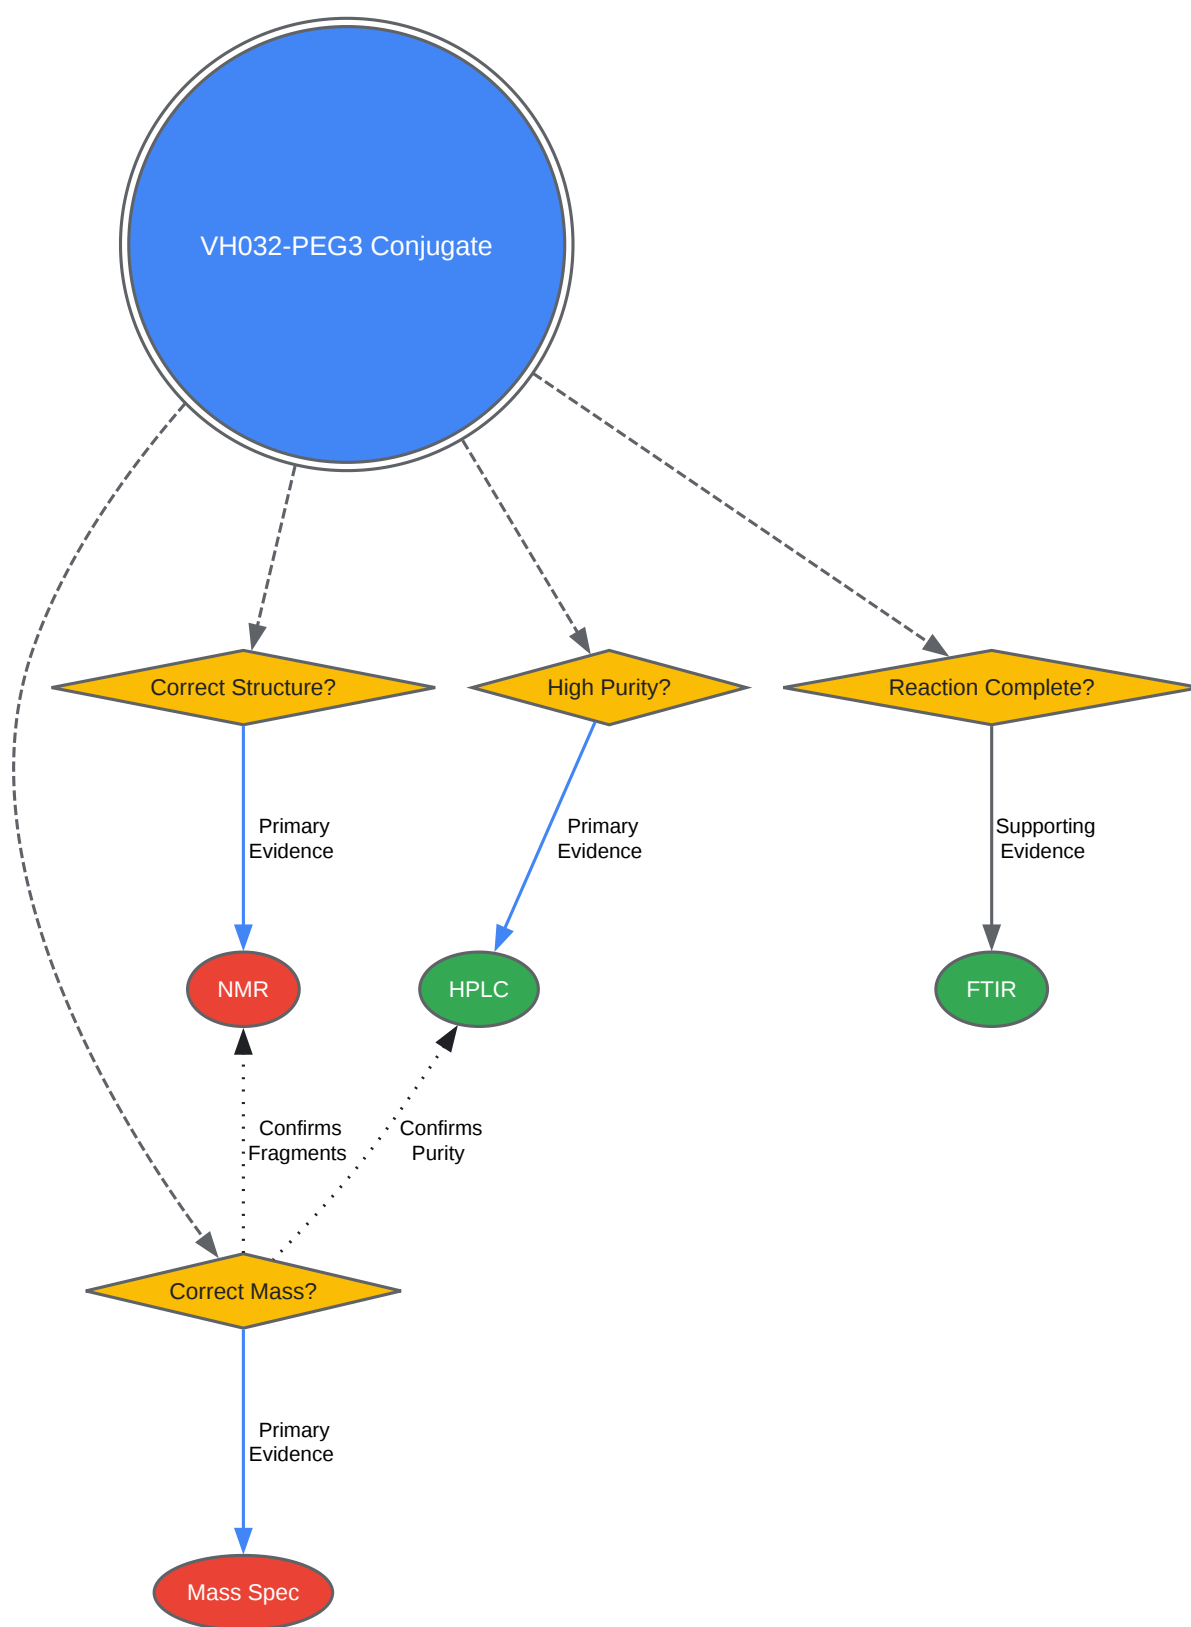 VH032-PEG3 Conjugate
Correct Structure?
High Purity?
Reaction Complete?
Primary
Evidence
Primary
Evidence
Supporting
Evidence
NMR
HPLC
FTIR
Confirms
Fragments
Confirms
Purity
Correct Mass?
Primary
Evidence
Mass Spec